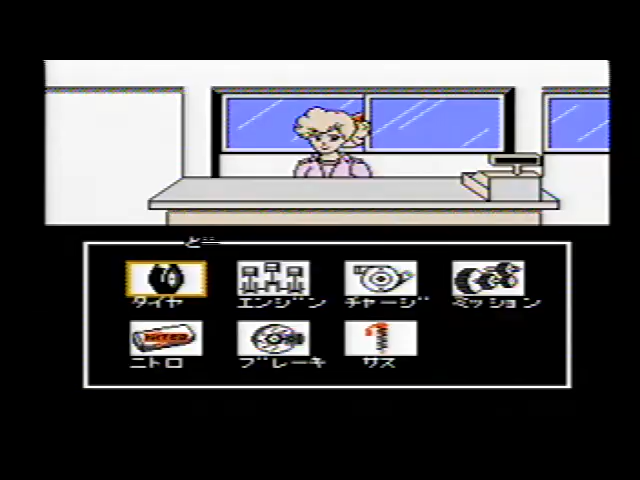 ど
タイヤ エンジン チャージ ミッション
NITRO
ニトロ ブレーキ サス